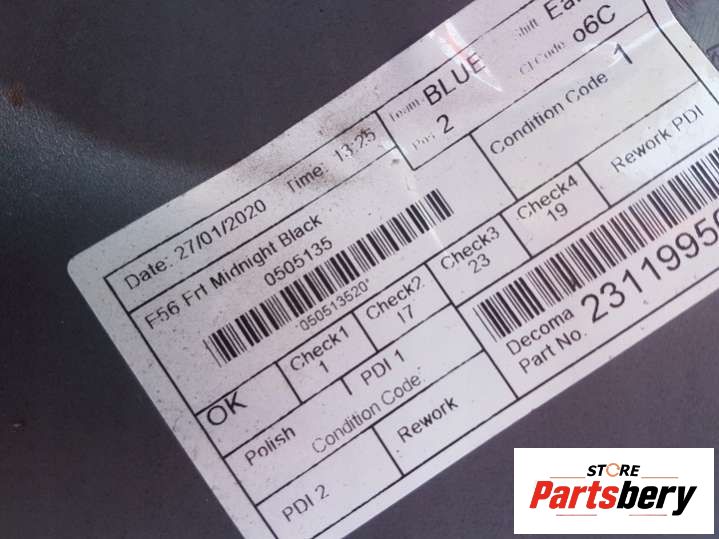 Date: 27/01/2020 Time: 13:25
Team: BLUE Shift
2 CI Code: o6C
F56 Frt Midnight Black
0505135
*050513520*
Condition Code 1
OK
Check1
1
Check2
17
Check3
23
Check4
19
Rework PDI
Polish
PDI 1
Condition Code:
Decoma
Part No.
PDI 2
Rework
STORE
Partsbery